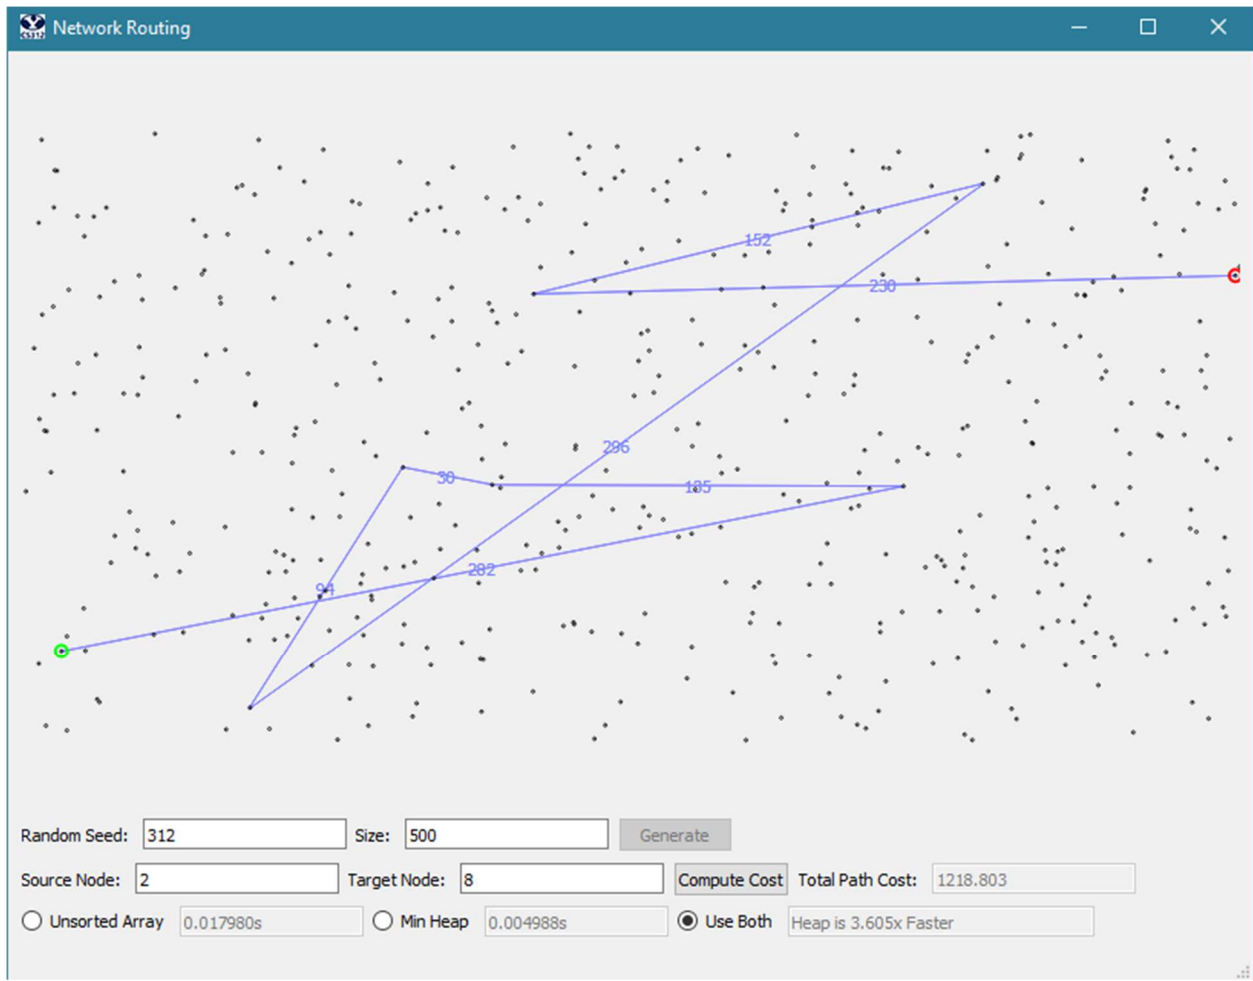 Network Routing
152
230
296
30
135
282
94
Random Seed: 312 Size: 500 Generate
Source Node: 2 Target Node: 8 Compute Cost Total Path Cost: 1218.803
Unsorted Array 0.017980s Min Heap 0.004988s Use Both Heap is 3.605x Faster